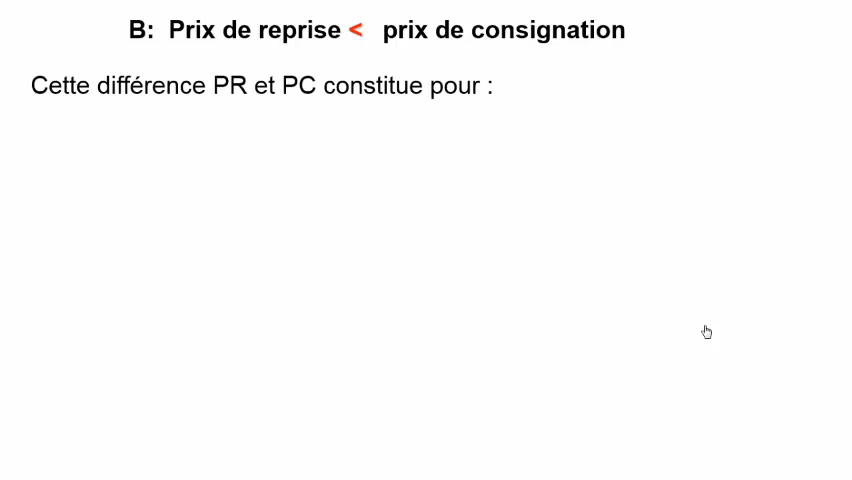 B: Prix de reprise < prix de consignation
Cette différence PR et PC constitue pour :